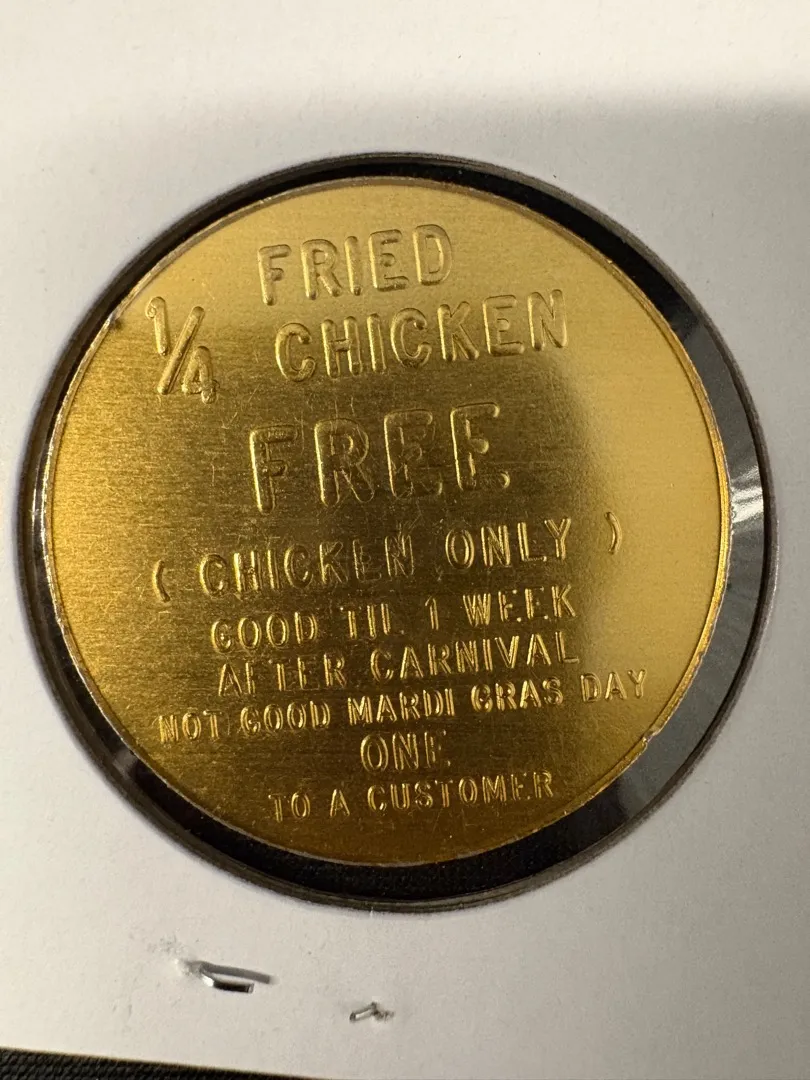 FRIED
1/4 CHICKEN
FREE
( CHICKEN ONLY )
GOOD TIL 1 WEEK
AFTER CARNIVAL
NOT GOOD MARDI GRAS DAY
ONE
TO A CUSTOMER